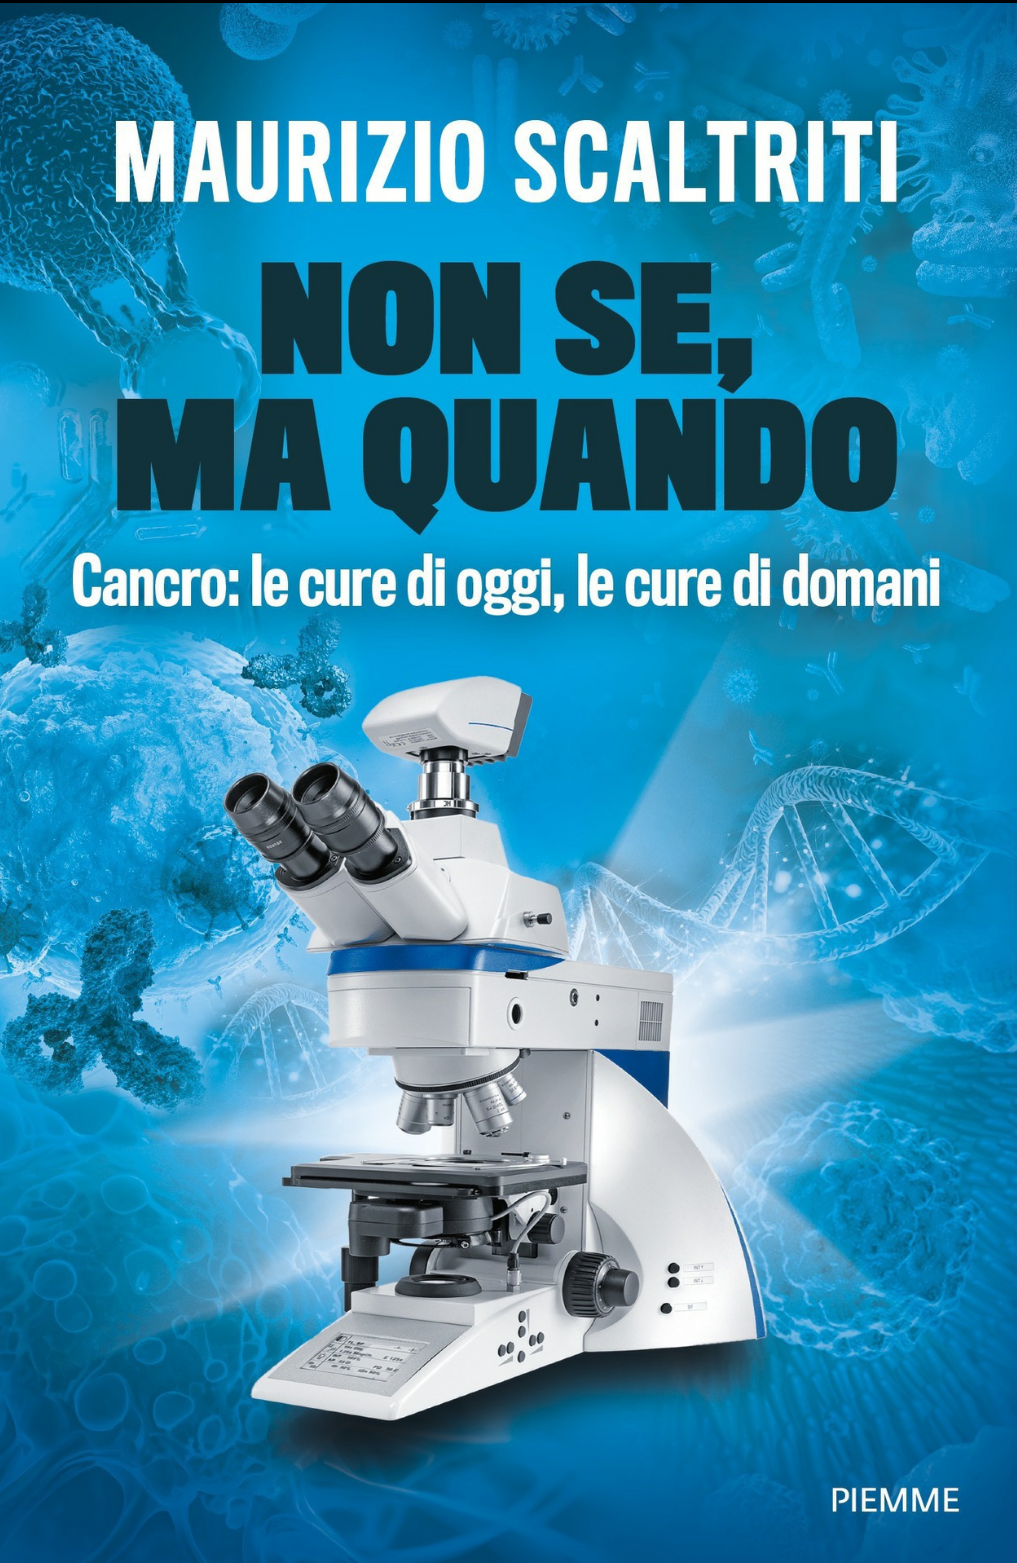 MAURIZIO SCALTRITI
NON SE,
MA QUANDO
Cancro: le cure di oggi, le cure di domani
PIEMME